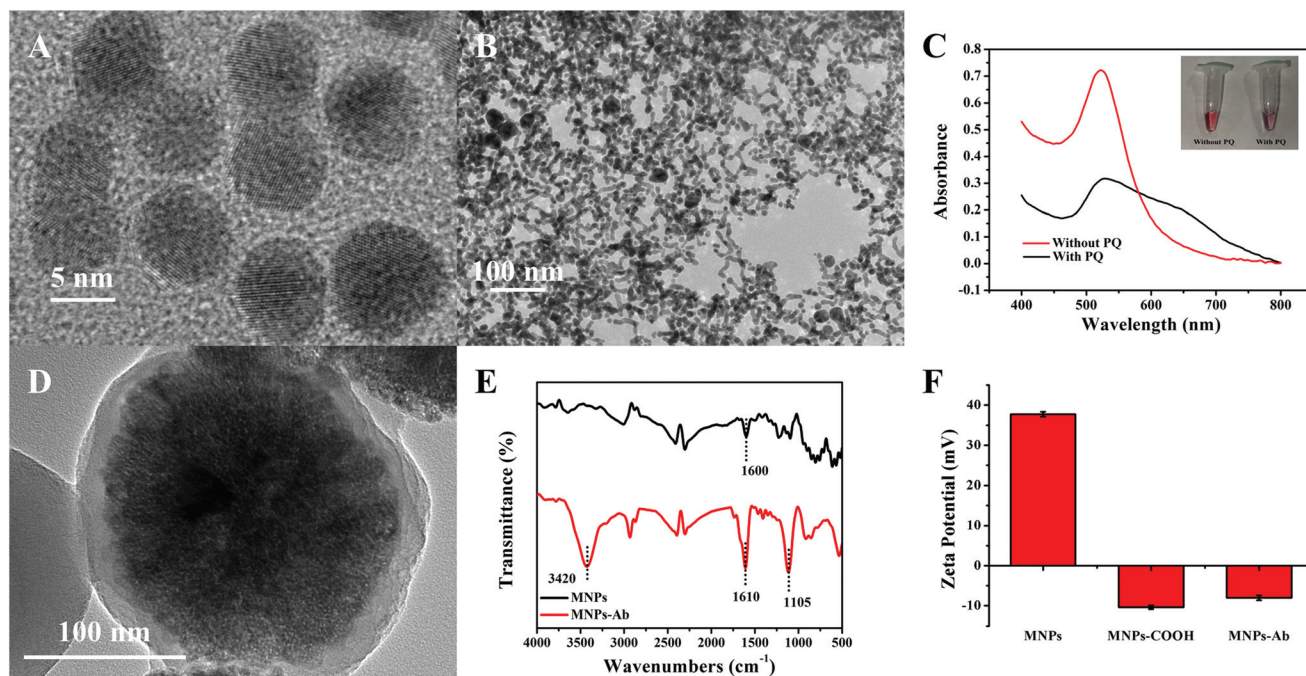 A
5 nm
B
100 nm
C
0.8
0.7
0.6
0.5
0.4
0.3
0.2
0.1
0.0
-0.1
Absorbance
400
500
600
700
800
Wavelength (nm)
Without PQ
With PQ
Without PQ
With PQ
D
100 nm
E
Transmittance (%)
1600
3420
1610
1105
MNPs
MNPs-Ab
4000
3500
3000
2500
2000
1500
1000
500
Wavenumbers (cm⁻¹)
F
Zeta Potential (mV)
40
30
20
10
0
-10
MNPs
MNPs-COOH
MNPs-Ab